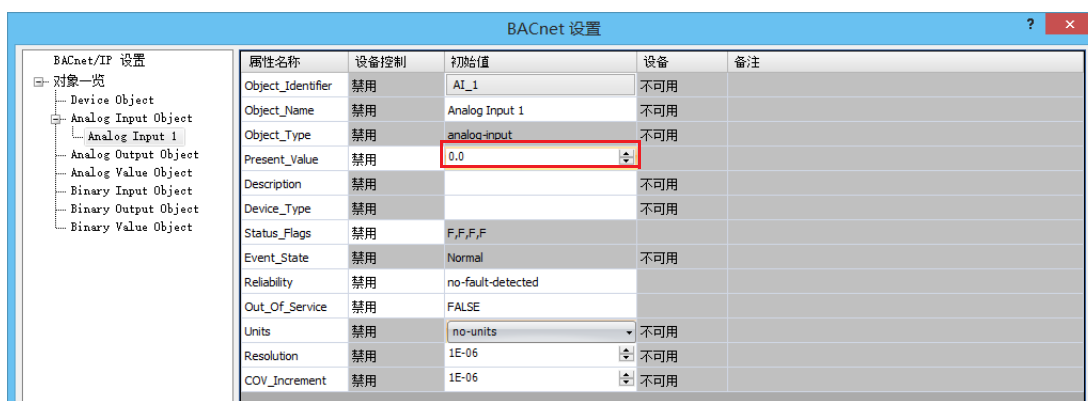 BACnet 设置
?
×
BACnet/IP 设置
对象一览
Device Object
Analog Input Object
Analog Input 1
Analog Output Object
Analog Value Object
Binary Input Object
Binary Output Object
Binary Value Object
属性名称 设备控制 初始值 设备 备注
Object_Identifier 禁用 AI_1 不可用
Object_Name 禁用 Analog Input 1 不可用
Object_Type 禁用 analog-input 不可用
Present_Value 禁用 0.0
Description 禁用 不可用
Device_Type 禁用 不可用
Status_Flags 禁用 F,F,F,F
Event_State 禁用 Normal 不可用
Reliability 禁用 no-fault-detected
Out_Of_Service 禁用 FALSE
Units 禁用 no-units 不可用
Resolution 禁用 1E-06 不可用
COV_Increment 禁用 1E-06 不可用